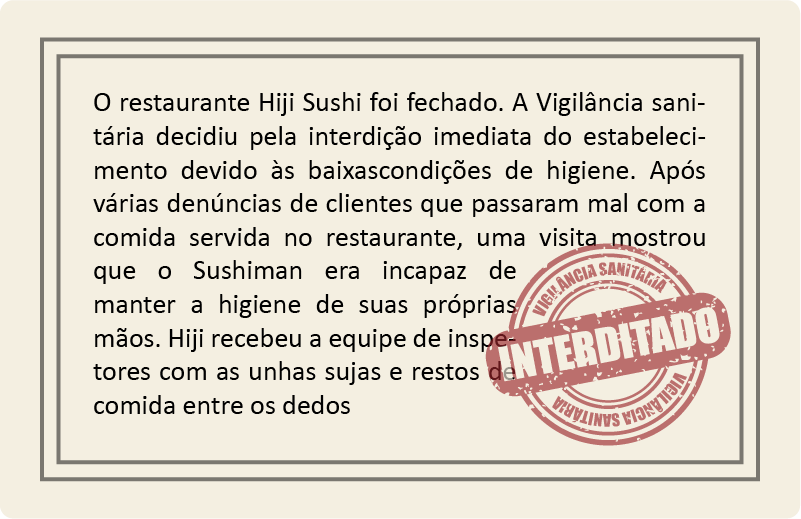 O restaurante Hiji Sushi foi fechado. A Vigilância sani-
tária decidiu pela interdição imediata do estabeleci-
mento devido às baixascondições de higiene. Após
várias denúncias de clientes que passaram mal com a
comida servida no restaurante, uma visita mostrou
que o Sushiman era incapaz de
manter a higiene de suas próprias
mãos. Hiji recebeu a equipe de inspe-
tores com as unhas sujas e restos de
comida entre os dedos
VIGILÂNCIA SANITÁRIA
INTERDITADO
VIGILÂNCIA SANITÁRIA